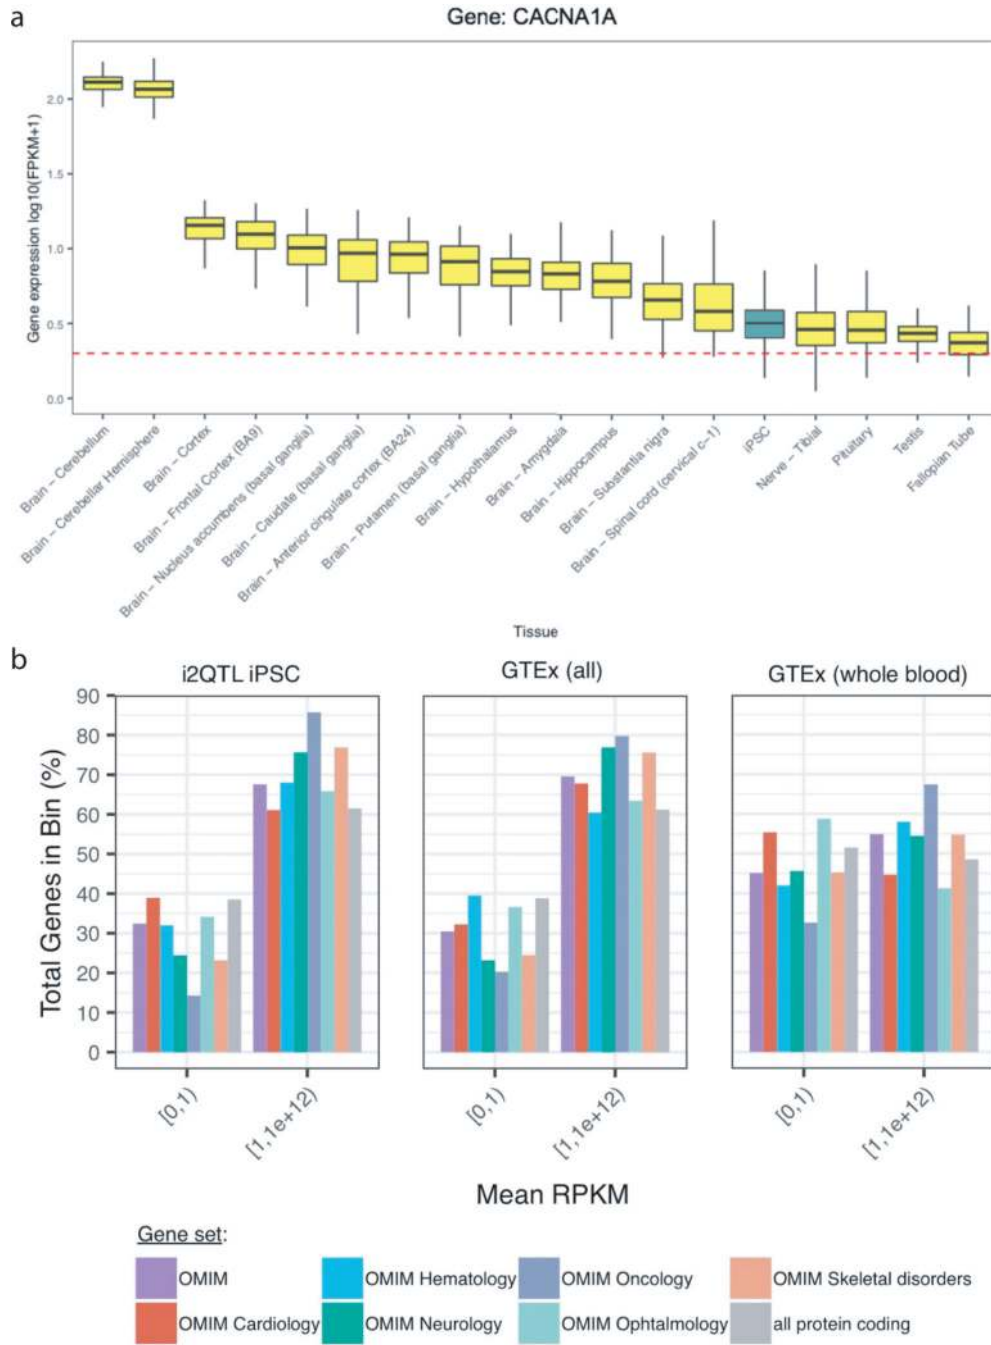 a
Gene: CACNA1A
Gene expression log10(FPKM+1)
2.0
1.5
1.0
0.5
0.0
Brain - Cerebellum
Brain - Cerebellar Hemisphere
Brain - Cortex
Brain - Frontal Cortex (BA9)
Brain - Nucleus accumbens (basal ganglia)
Brain - Caudate (basal ganglia)
Brain - Anterior cingulate cortex (BA24)
Brain - Putamen (basal ganglia)
Brain - Hypothalamus
Brain - Amygdala
Brain - Hippocampus
Brain - Substantia nigra
Brain - Spinal cord (cervical c-1)
iPSC
Nerve - Tibial
Pituitary
Testis
Fallopian Tube
Tissue
b
i2QTL iPSC
GTEx (all)
GTEx (whole blood)
Total Genes in Bin (%)
90
80
70
60
50
40
30
20
10
0
[0,1)
[1,1e+12)
[0,1)
[1,1e+12)
[0,1)
[1,1e+12)
Mean RPKM
Gene set:
OMIM
OMIM Hematology
OMIM Oncology
OMIM Skeletal disorders
OMIM Cardiology
OMIM Neurology
OMIM Ophtalmology
all protein coding